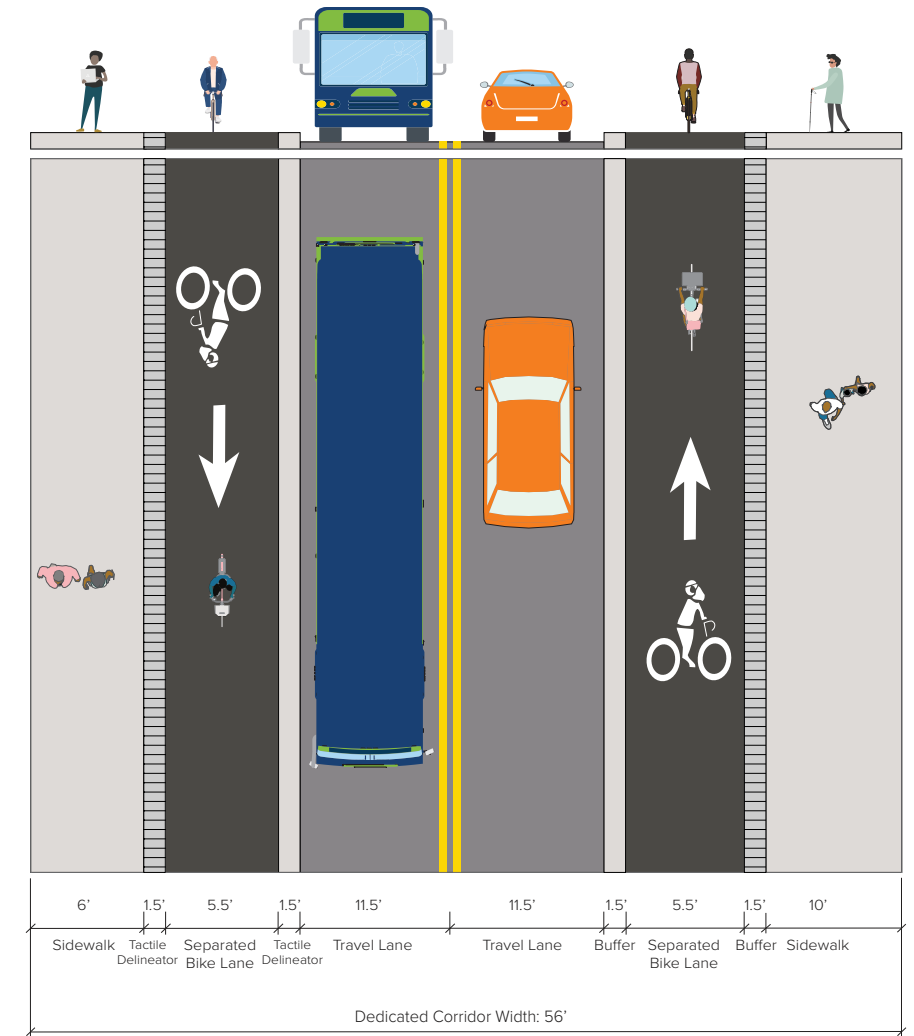 6’ 1.5’ 5.5’ 1.5’ 11.5’ 11.5’ 1.5’ 5.5’ 1.5’ 10’
Sidewalk
Tactile
Delineator
Separated
Bike Lane
Tactile
Delineator
Travel Lane
Travel Lane
Buffer
Separated
Bike Lane
Buffer
Sidewalk
Dedicated Corridor Width: 56’